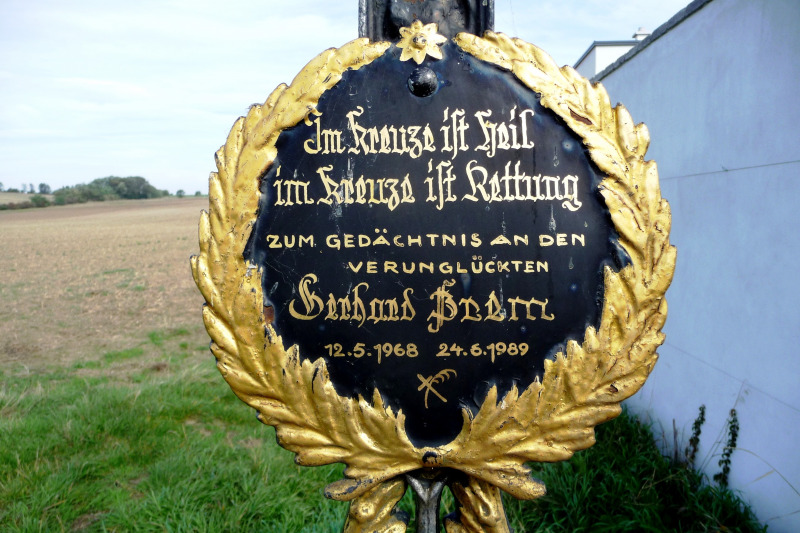 Im Kreuze ist Heil
im Kreuze ist Rettung
ZUM GEDÄCHTNIS AN DEN
VERUNGLÜCKTEN
Gerhard Prem
12.5.1968 24.6.1989